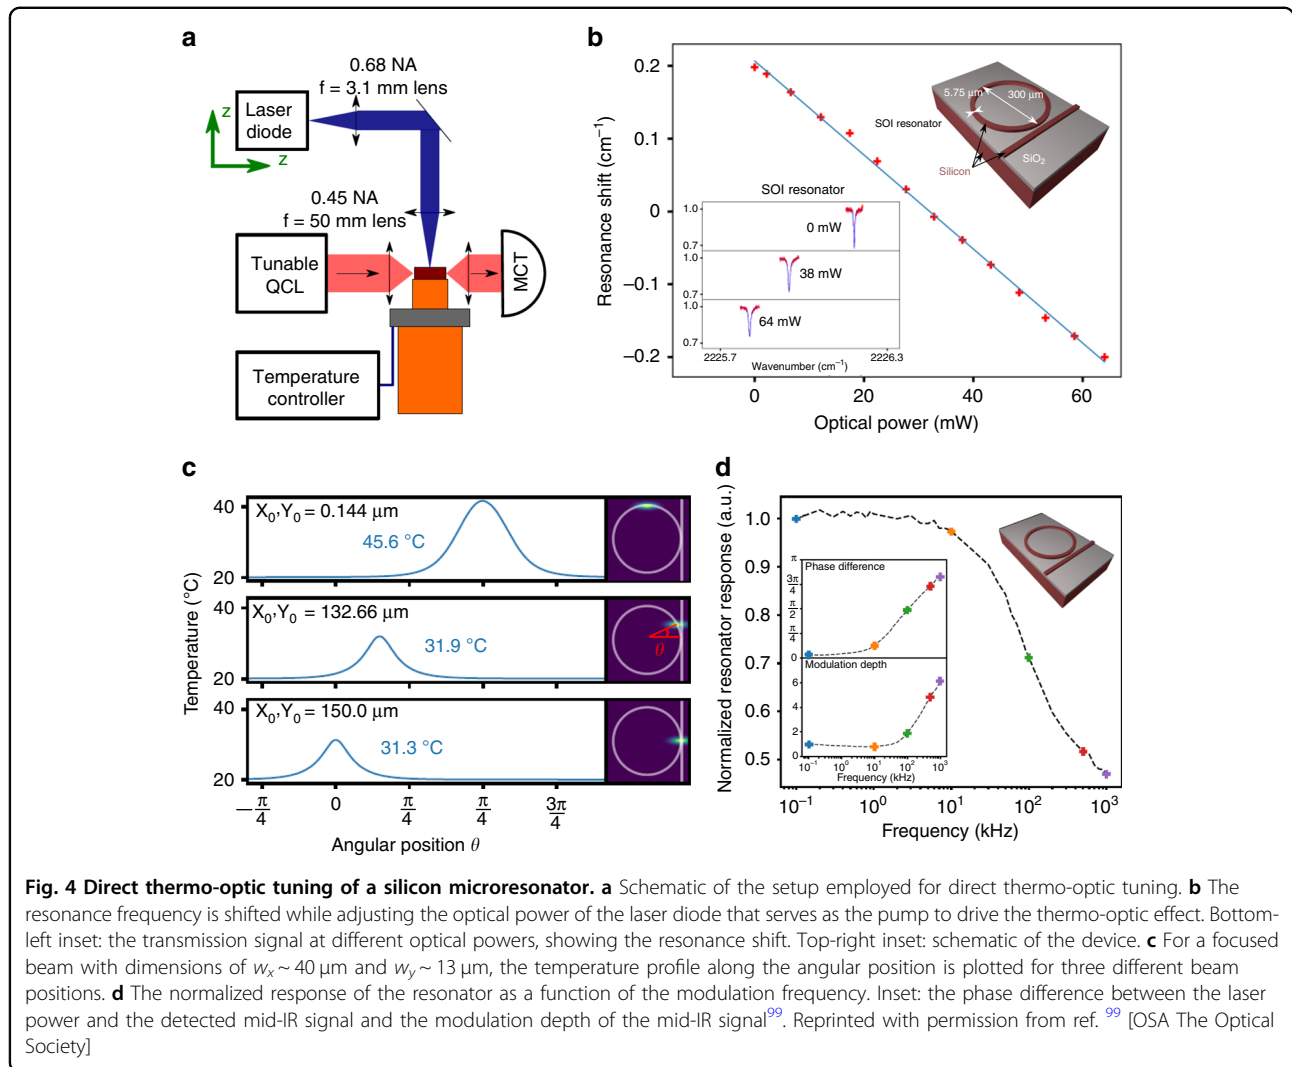 a
0.68 NA
f = 3.1 mm lens
Laser
diode
z
z
0.45 NA
f = 50 mm lens
Tunable
QCL
MCT
Temperature
controller
b
Resonance shift (cm⁻¹)
0.2
0.1
0
−0.1
−0.2
0
20
40
60
Optical power (mW)
5.75 µm
300 µm
SOI resonator
SiO₂
Silicon
SOI resonator
1.0
0.7
0 mW
1.0
0.7
38 mW
1.0
0.7
64 mW
2225.7
2226.3
Wavenumber (cm⁻¹)
c
Temperature (°C)
40
20
X₀,Y₀ = 0.144 µm
45.6 °C
40
20
X₀,Y₀ = 132.66 µm
31.9 °C
θ
40
20
X₀,Y₀ = 150.0 µm
31.3 °C
−π/4
0
π/4
π/4
3π/4
Angular position θ
d
Normalized resonator response (a.u.)
1.0
0.9
0.8
0.7
0.6
0.5
Phase difference
π
3π/4
π/2
π/4
0
Modulation depth
6
4
2
0
10⁻¹
10⁰
10¹
10²
10³
Frequency (kHz)
10⁻¹
10⁰
10¹
10²
10³
Frequency (kHz)
Fig. 4 Direct thermo-optic tuning of a silicon microresonator. a Schematic of the setup employed for direct thermo-optic tuning. b The
resonance frequency is shifted while adjusting the optical power of the laser diode that serves as the pump to drive the thermo-optic effect. Bottom-
left inset: the transmission signal at different optical powers, showing the resonance shift. Top-right inset: schematic of the device. c For a focused
beam with dimensions of wₓ ~ 40 µm and w_y ~ 13 µm, the temperature profile along the angular position is plotted for three different beam
positions. d The normalized response of the resonator as a function of the modulation frequency. Inset: the phase difference between the laser
power and the detected mid-IR signal and the modulation depth of the mid-IR signal⁹⁹. Reprinted with permission from ref. ⁹⁹ [OSA The Optical
Society]